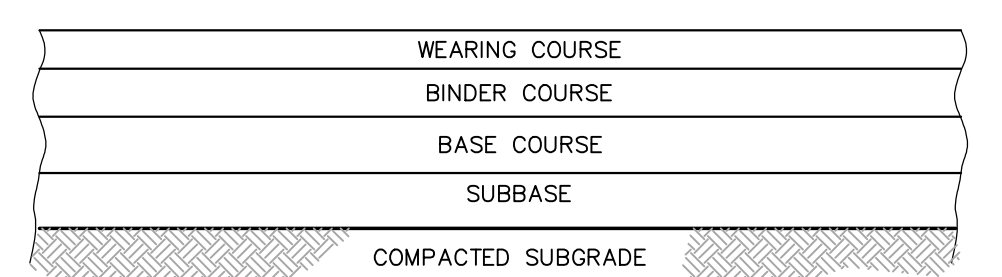 WEARING COURSE
BINDER COURSE
BASE COURSE
SUBBASE
COMPACTED SUBGRADE